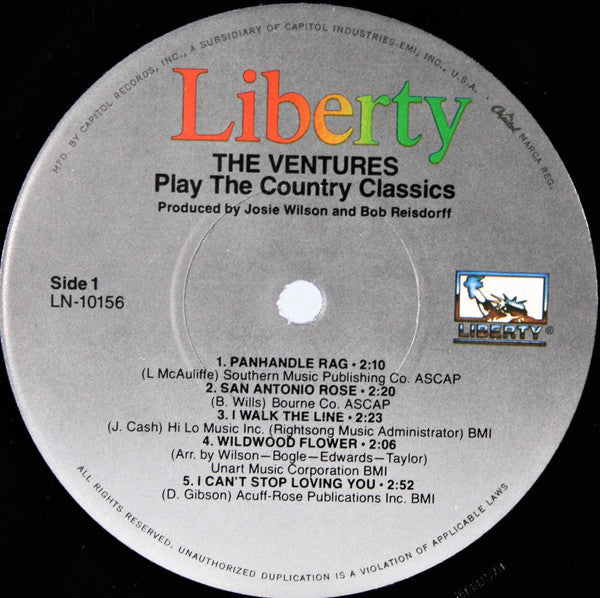 MFD. BY CAPITOL RECORDS, INC., A SUBSIDIARY OF CAPITOL INDUSTRIES-EMI, INC., U.S.A. • Capitol MARCA REG.
Liberty
THE VENTURES
Play The Country Classics
Produced by Josie Wilson and Bob Reisdorff
Side 1
LN-10156
LIBERTY®
1. PANHANDLE RAG • 2:10
(L McAuliffe) Southern Music Publishing Co. ASCAP
2. SAN ANTONIO ROSE • 2:20
(B. Wills) Bourne Co. ASCAP
3. I WALK THE LINE • 2:23
(J. Cash) Hi Lo Music Inc. (Rightsong Music Administrator) BMI
4. WILDWOOD FLOWER • 2:06
(Arr. by Wilson—Bogle—Edwards—Taylor)
Unart Music Corporation BMI
5. I CAN'T STOP LOVING YOU • 2:52
(D. Gibson) Acuff-Rose Publications Inc. BMI
ALL RIGHTS RESERVED. UNAUTHORIZED DUPLICATION IS A VIOLATION OF APPLICABLE LAWS